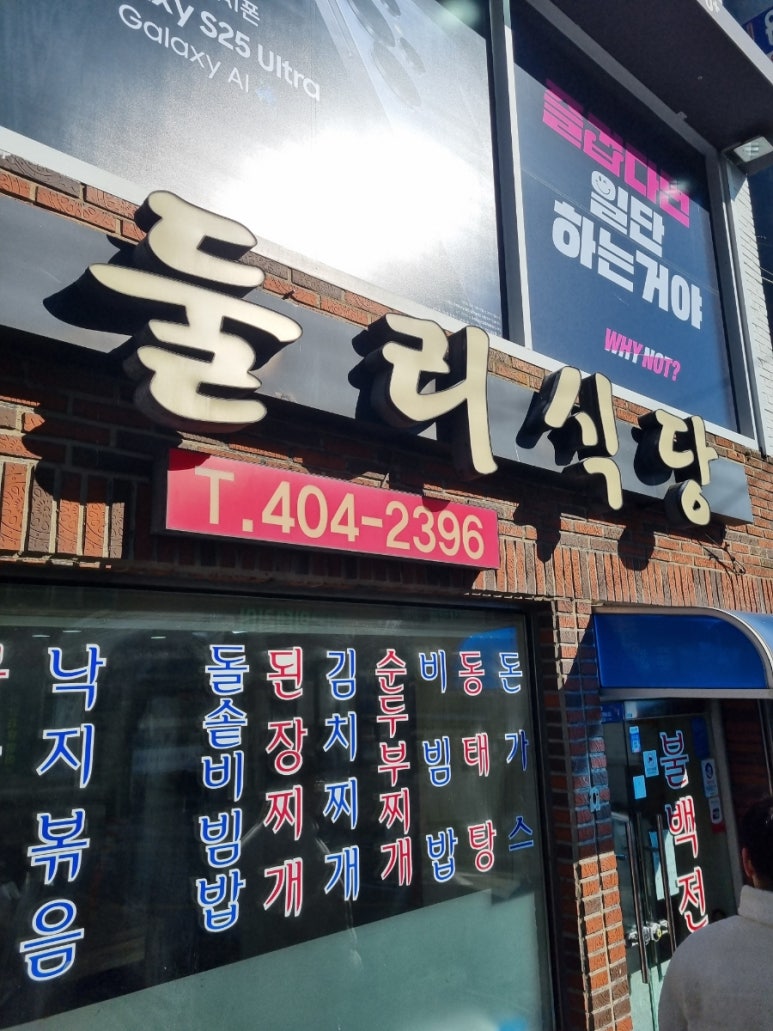 xy S25 Ultra
Galaxy AI
일단
하는거야
WHY NOT?
둘리식당
T.404-2396
낙지볶음
돌솥비빔밥
된장찌개
김치찌개
순두부찌개
비빔밥
동태탕
돈가스
불백전